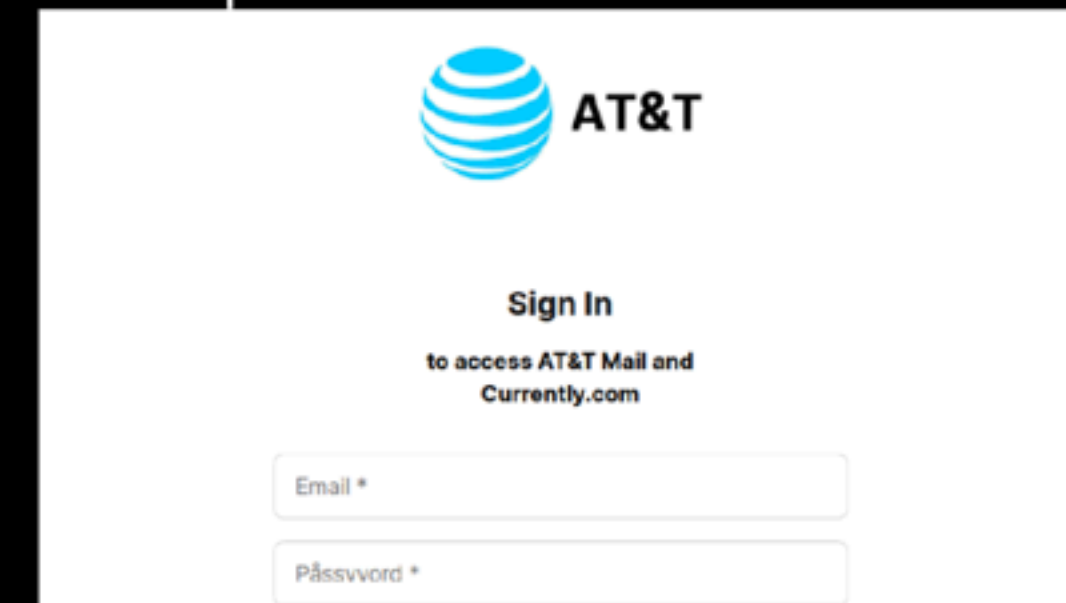 AT&T
Sign In
to access AT&T Mail and
Currently.com
Email *
Påssvvord *